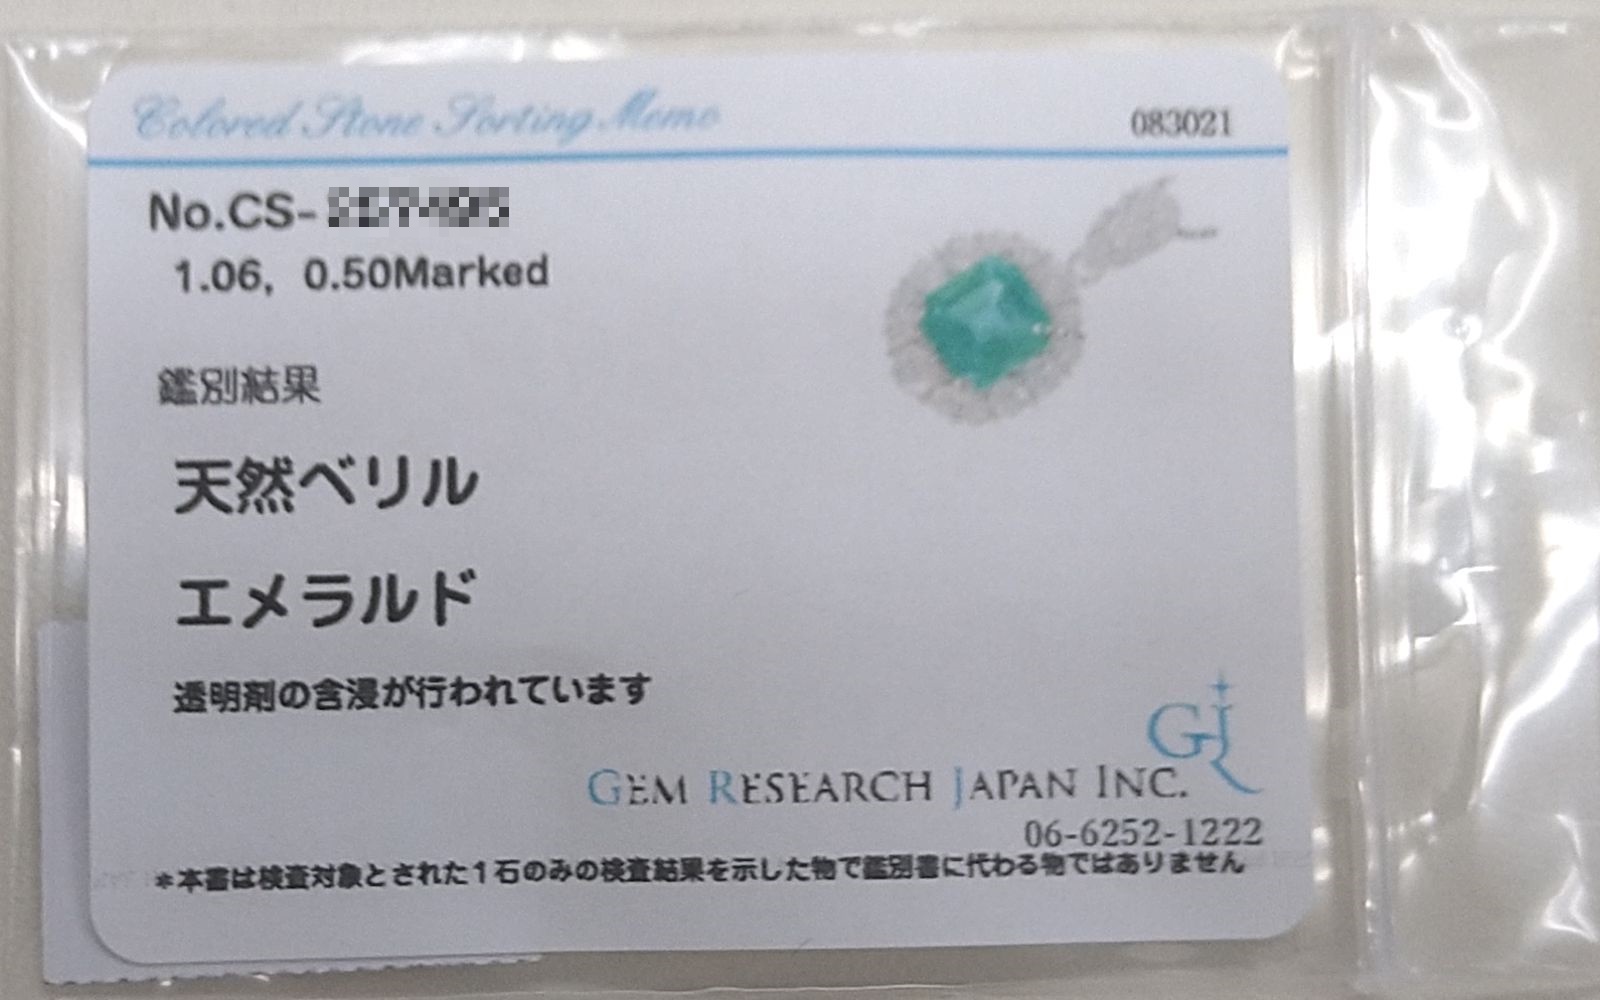 Colored Stone Sorting Memo
083021
No.CS-
1.06, 0.50Marked
鑑別結果
天然ベリル
エメラルド
透明剤の含浸が行われています
GJ
GEM RESEARCH JAPAN INC.
06-6252-1222
*本書は検査対象とされた1石のみの検査結果を示した物で鑑別書に代わる物ではありません